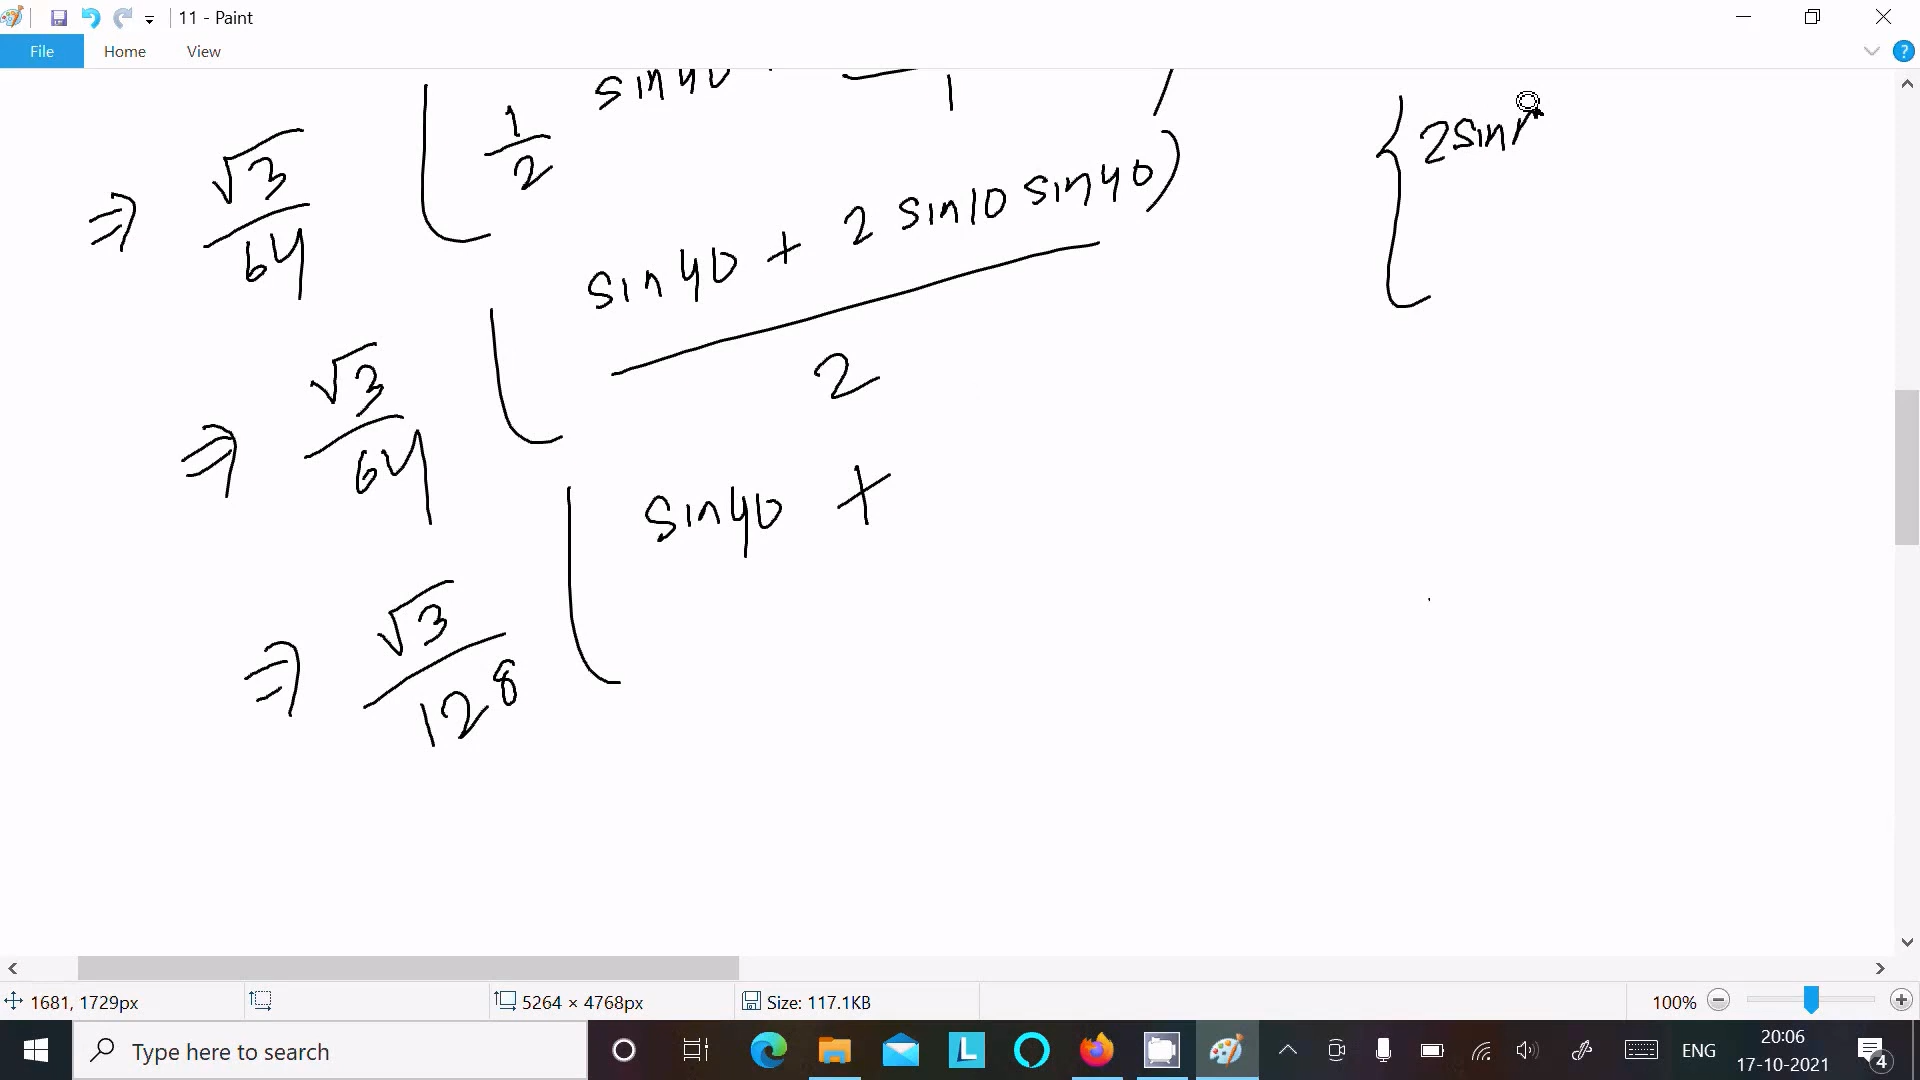 11 - Paint
File Home View
sin40
⇒ √3/64 ( 1/2
⇒ √3/64 ( sin40 + 2 sin10 sin40 ) / 2
⇒ √3/128 ( sin40 +
{ 2sin
1681, 1729px 5264 × 4768px Size: 117.1KB 100%
Type here to search ENG 20:06
17-10-2021
4